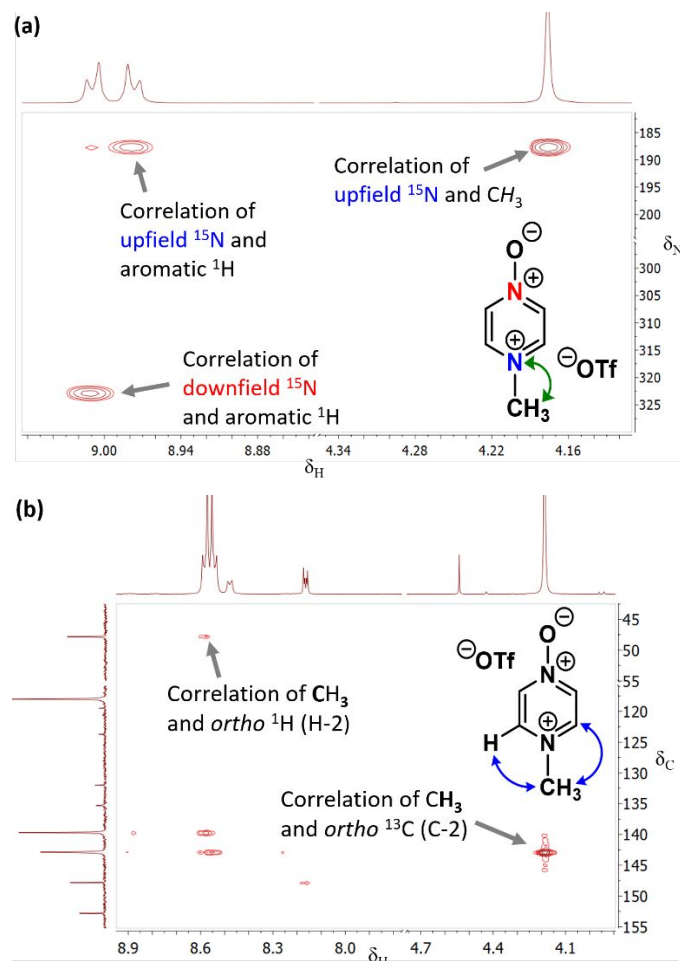 (a)
185
190
195
200
300
305
310
315
320
325
δN
Correlation of
upfield 15N and
aromatic 1H
Correlation of
upfield 15N and CH3
Correlation of
downfield 15N
and aromatic 1H
O
−
N
+
+
N
−OTf
CH3
9.00 8.94 8.88 4.34 4.28 4.22 4.16
δH
(b)
50
55
120
125
130
135
140
145
150
155
δC
Correlation of CH3
and ortho 1H (H-2)
Correlation of CH3
and ortho 13C (C-2)
−OTf
O
−
N
+
+
H
N
CH3
8.9 8.6 8.3 8.0 4.7 4.4 4.1